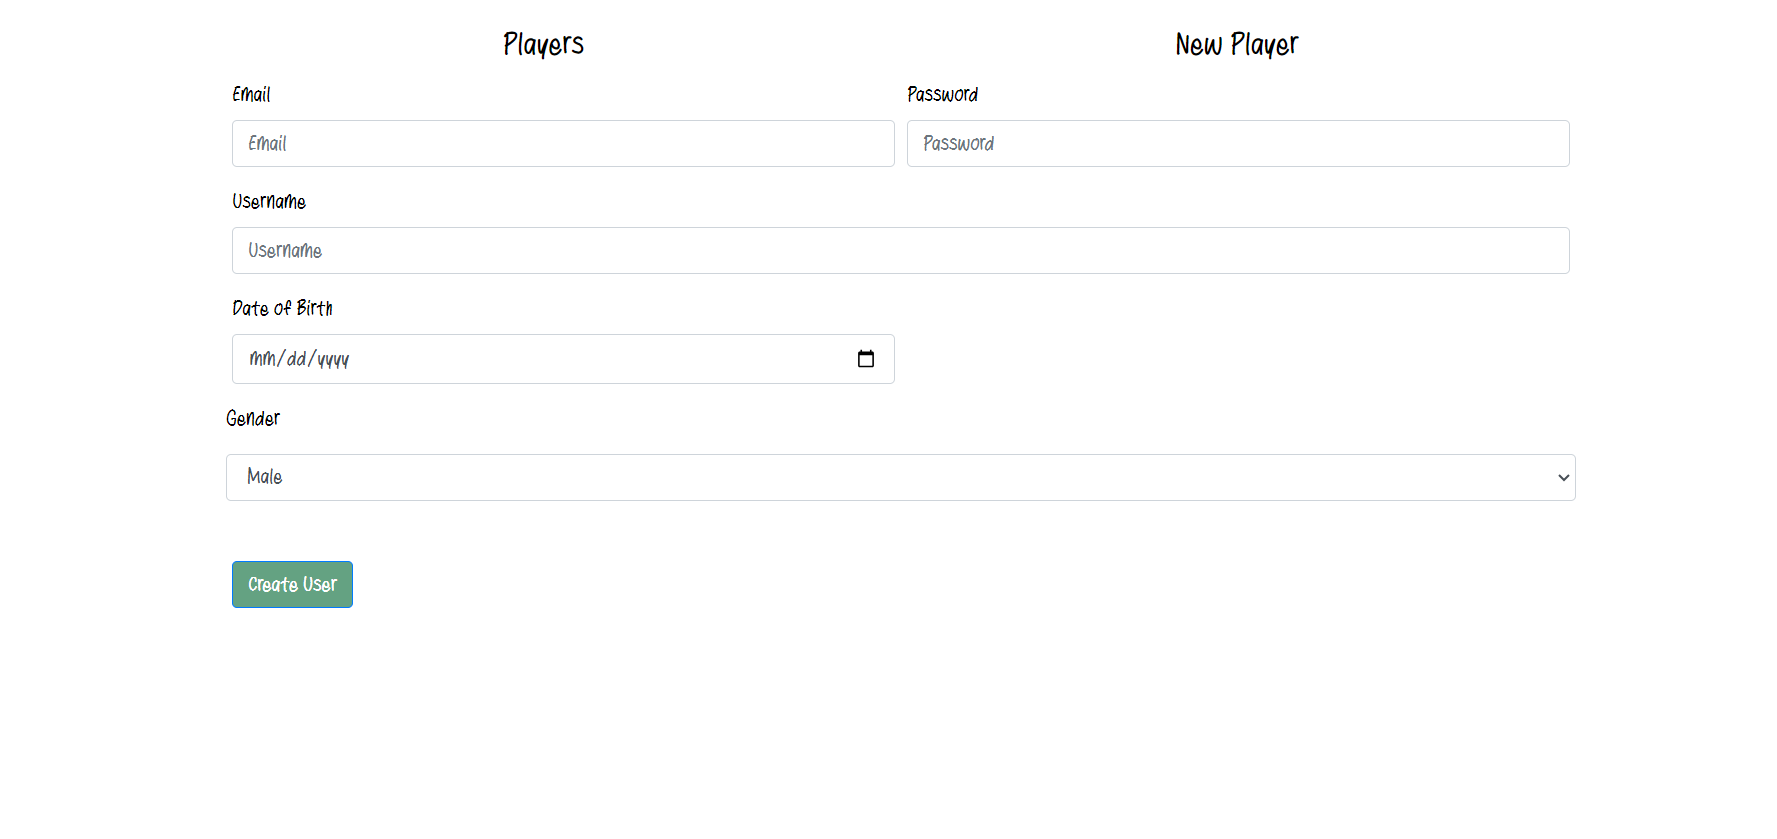 Players New Player
Email Password
Email Password
Username
Username
Date of Birth
mm/dd/yyyy
Gender
Male
Create User